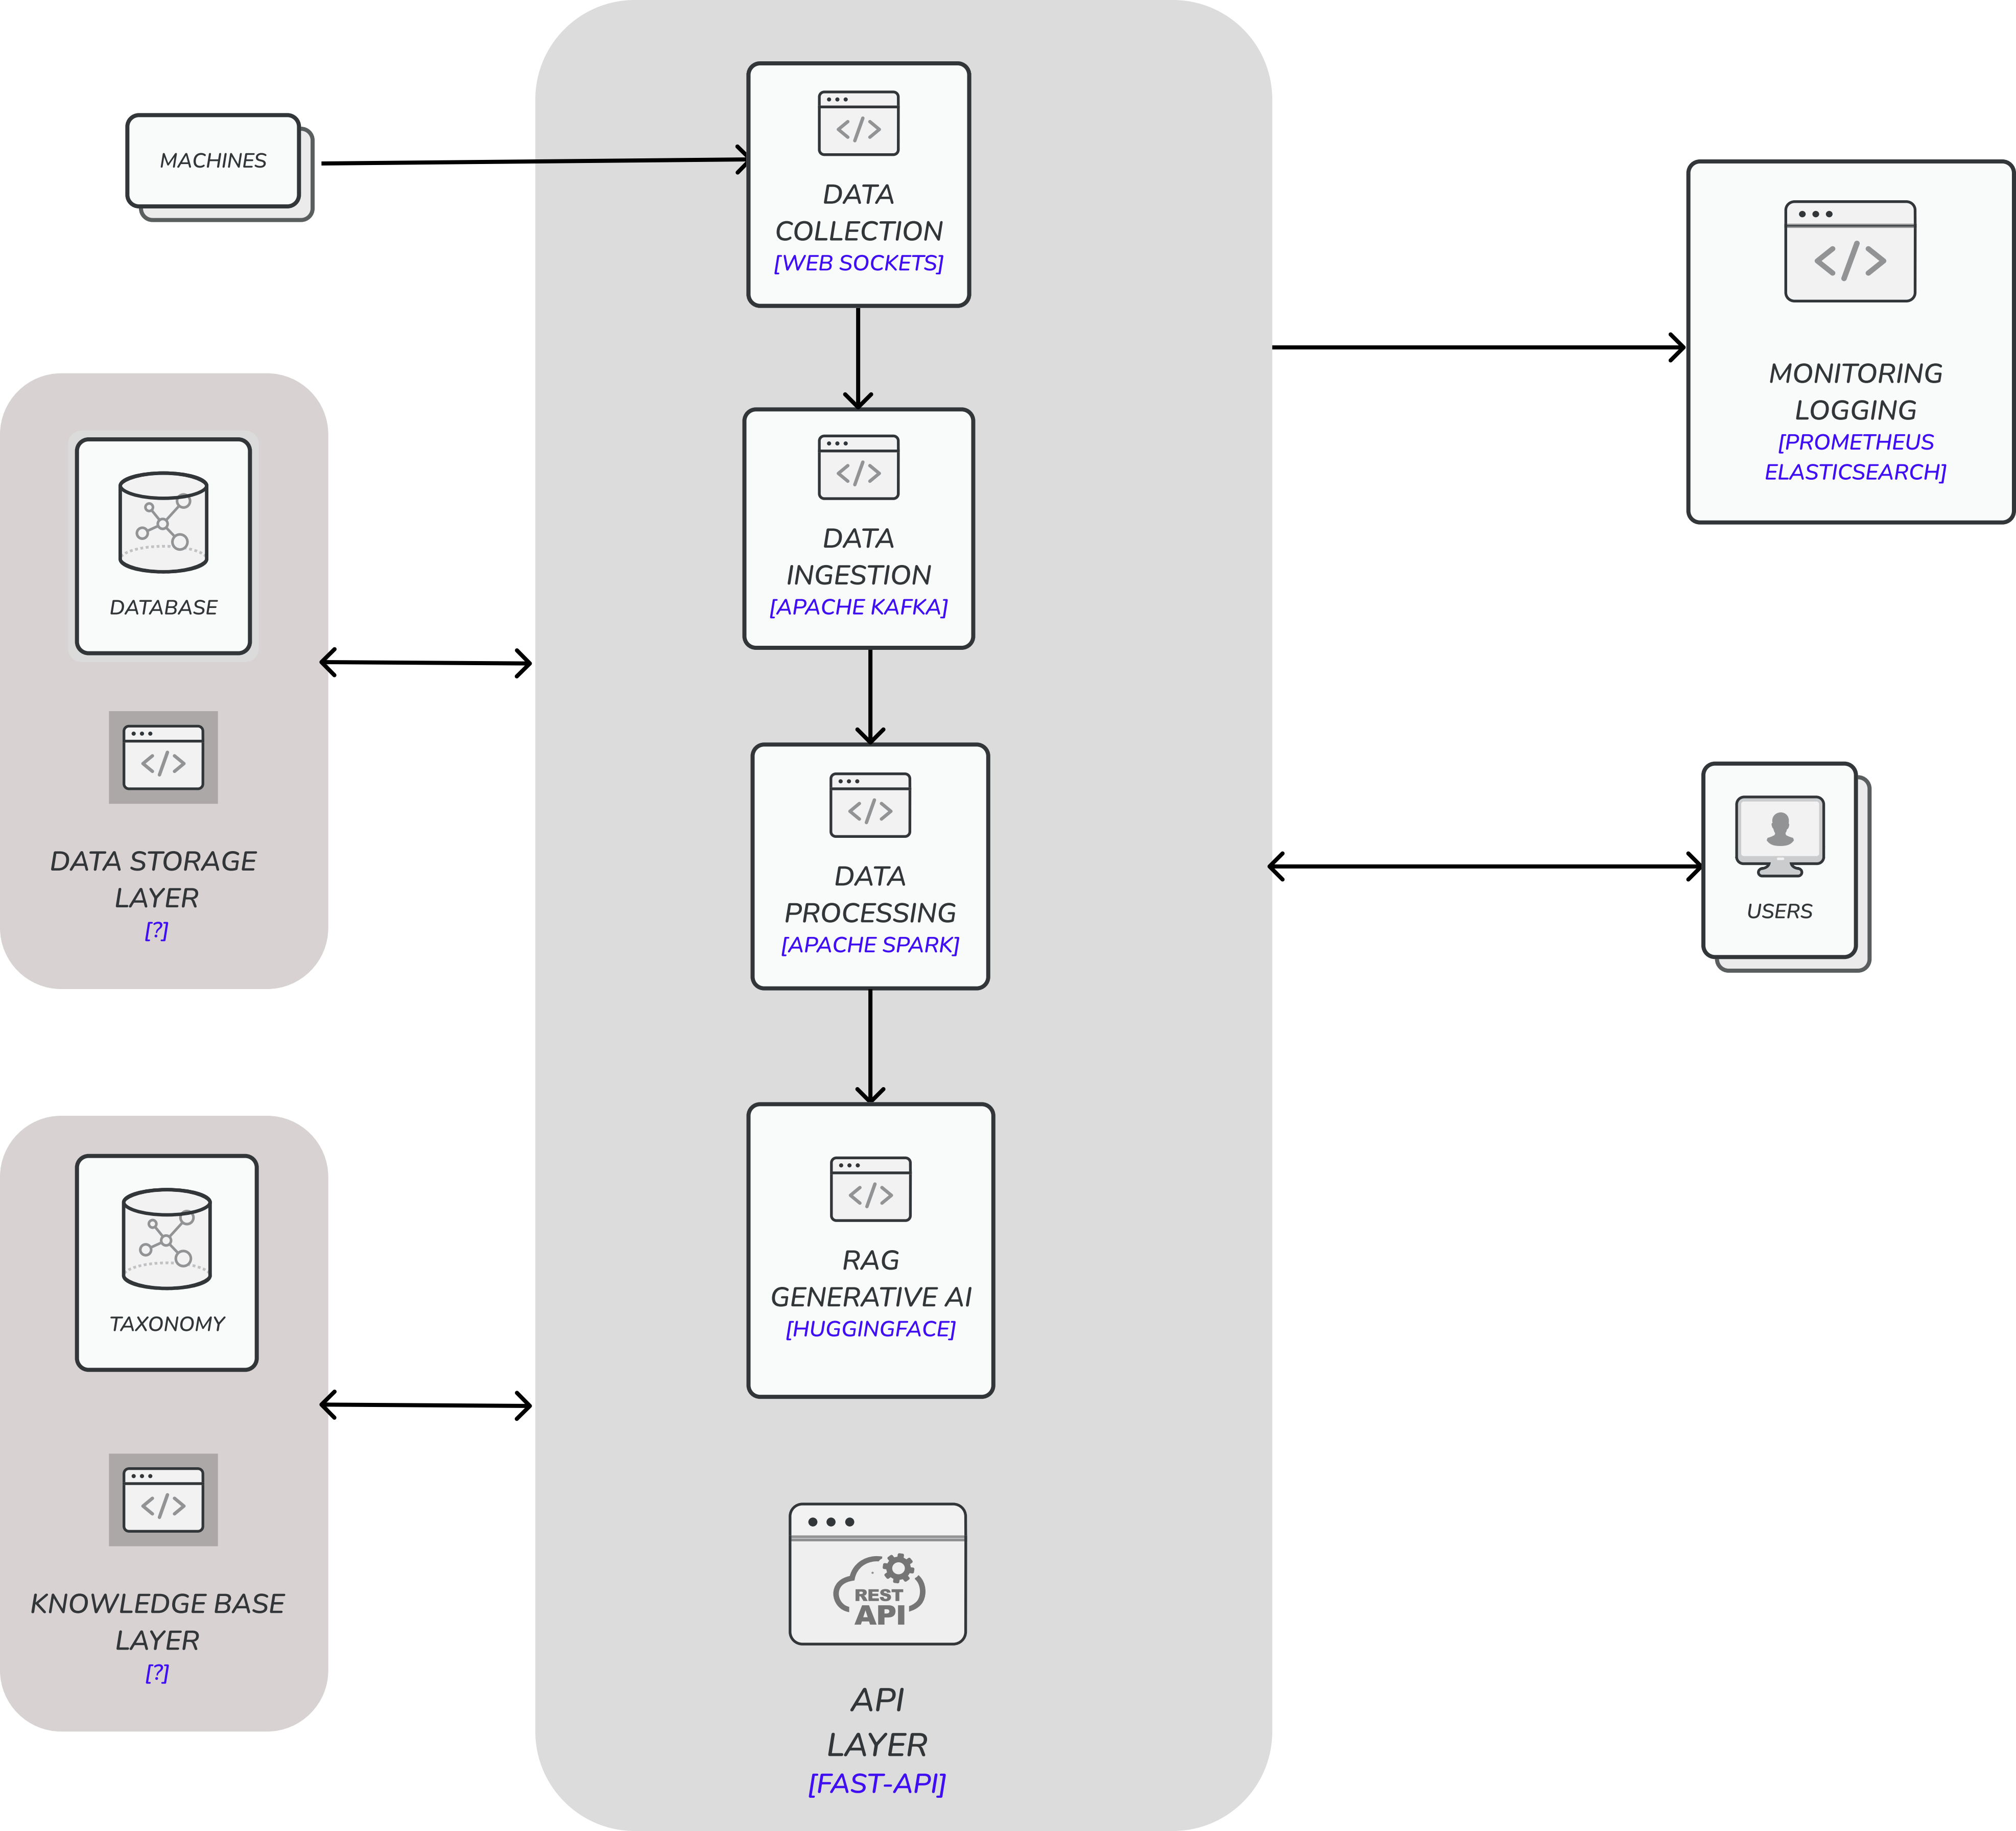 MACHINES
DATA
COLLECTION
[WEB SOCKETS]
MONITORING
LOGGING
[PROMETHEUS
ELASTICSEARCH]
DATABASE
DATA
INGESTION
[APACHE KAFKA]
DATA STORAGE
LAYER
[?]
DATA
PROCESSING
[APACHE SPARK]
USERS
TAXONOMY
RAG
GENERATIVE AI
[HUGGINGFACE]
KNOWLEDGE BASE
LAYER
[?]
REST
API
API
LAYER
[FAST-API]